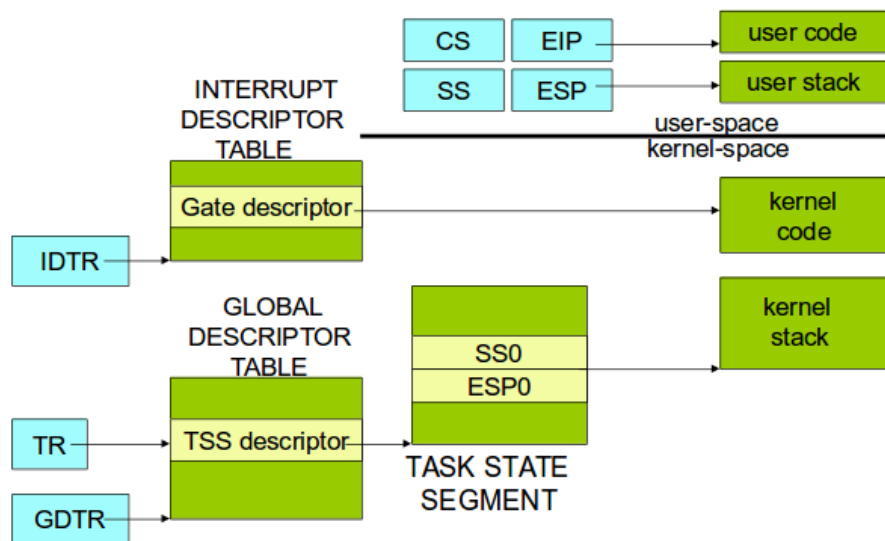 CS
EIP
user code
SS
ESP
user stack
INTERRUPT
DESCRIPTOR
TABLE
user-space
kernel-space
Gate descriptor
kernel
code
IDTR
GLOBAL
DESCRIPTOR
TABLE
SS0
ESP0
kernel
stack
TR
TSS descriptor
TASK STATE
SEGMENT
GDTR